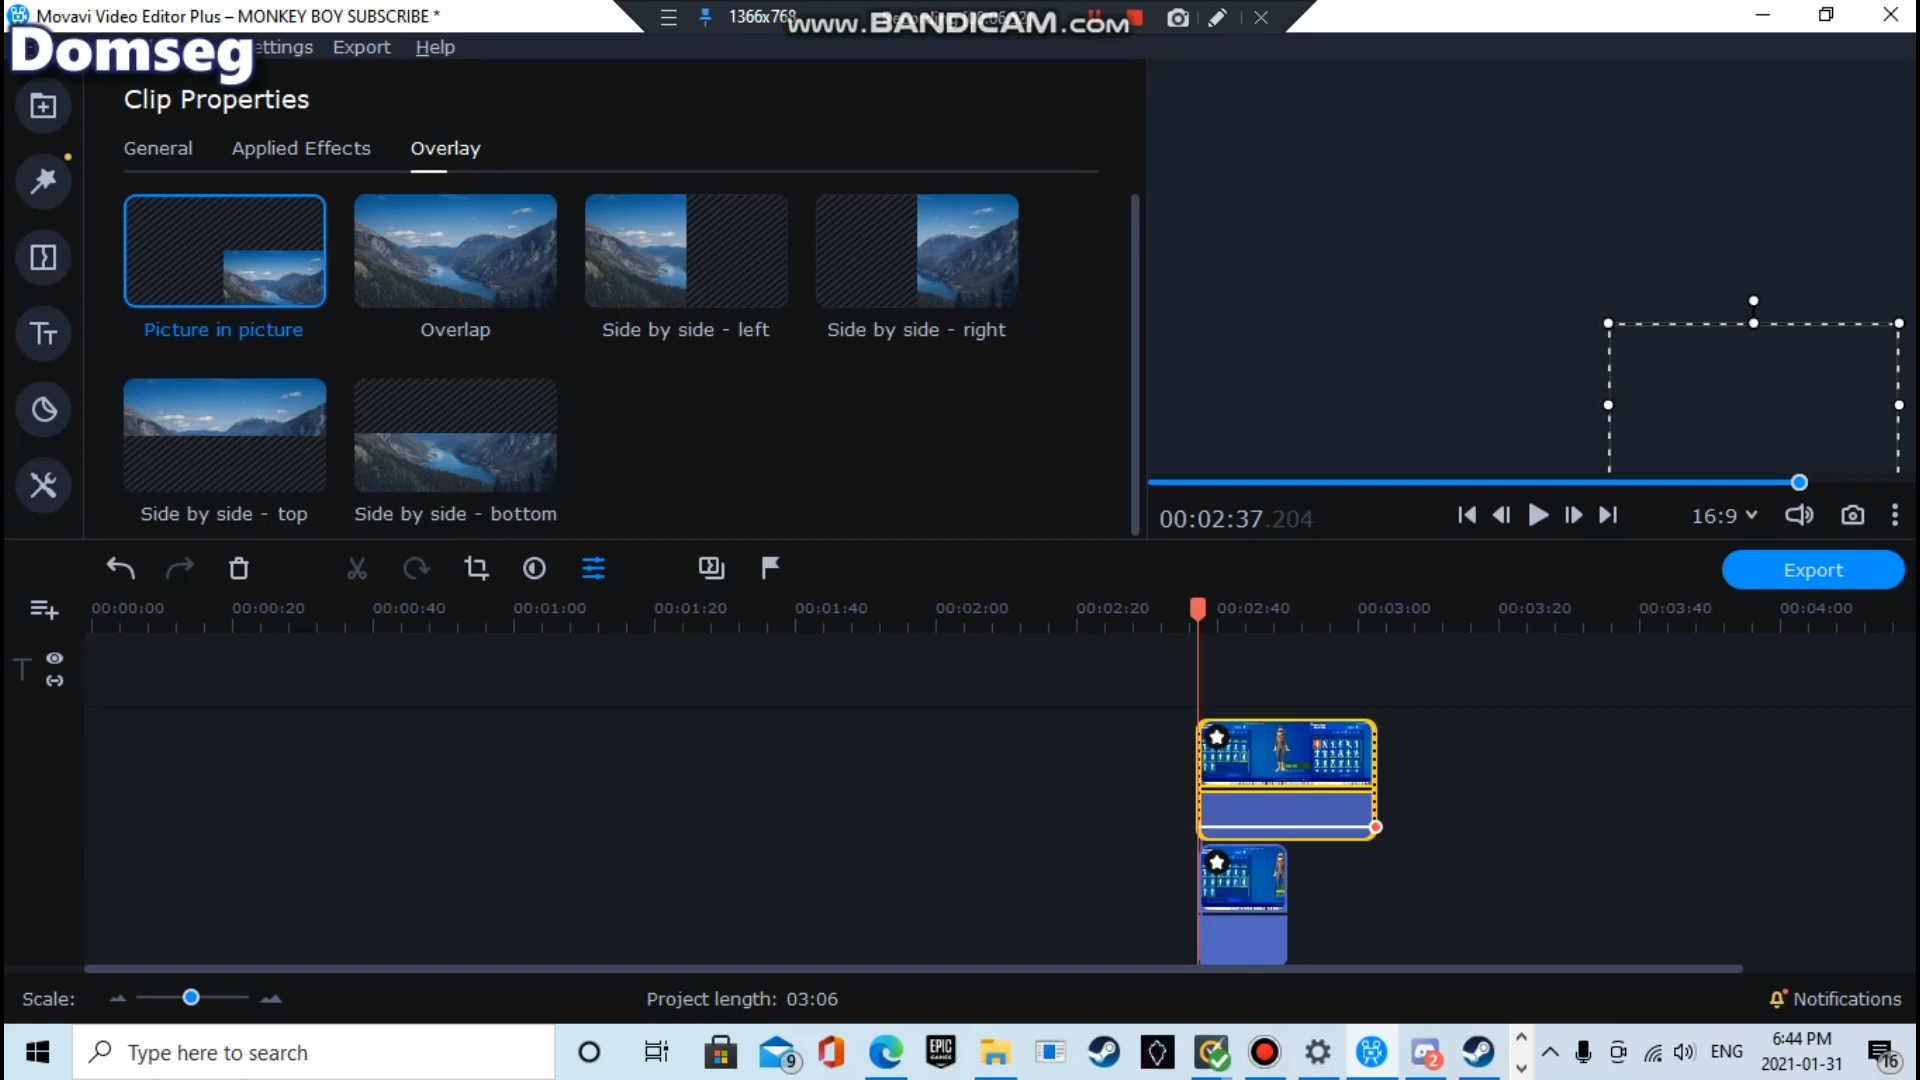 Movavi Video Editor Plus – MONKEY BOY SUBSCRIBE *
1366x768
www.BANDICAM.com
Domseg
ettings
Export
Help
Clip Properties
General
Applied Effects
Overlay
Picture in picture
Overlap
Side by side - left
Side by side - right
Side by side - top
Side by side - bottom
00:02:37.204
16:9
Export
00:00:00
00:00:20
00:00:40
00:01:00
00:01:20
00:01:40
00:02:00
00:02:20
00:02:40
00:03:00
00:03:20
00:03:40
00:04:00
Scale:
Project length: 03:06
Notifications
Type here to search
9
EPIC
GAMES
2
ENG
6:44 PM
2021-01-31
16